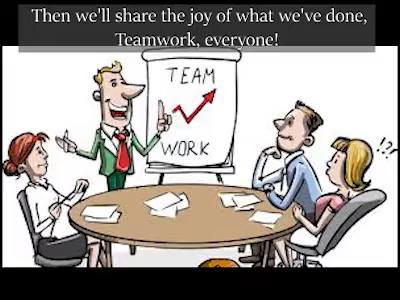 Then we'll share the joy of what we've done,
Teamwork, everyone!
TEAM
WORK
!?!